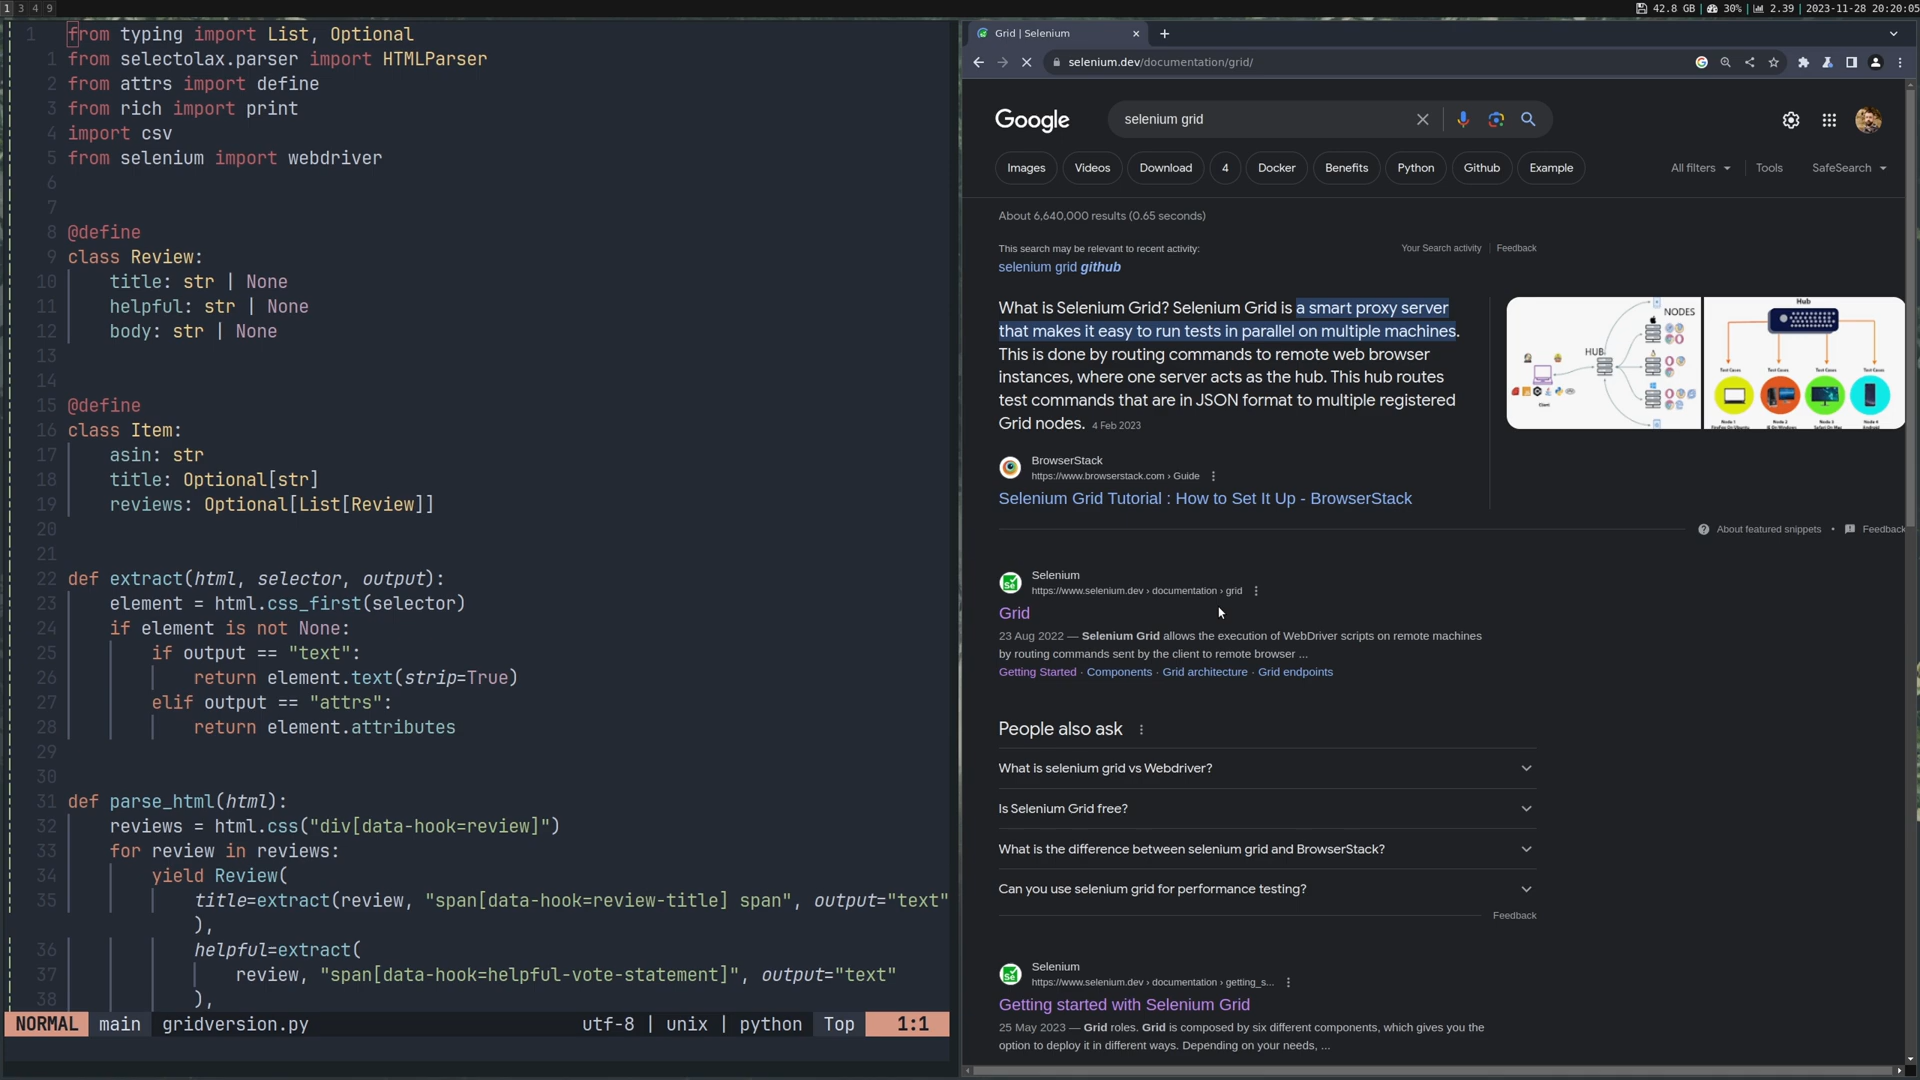 1 3 4 9
42.8 GB | 30% | 2.39 | 2023-11-28 20:20:05
1 from typing import List, Optional
1 from selectolax.parser import HTMLParser
2 from attrs import define
3 from rich import print
4 import csv
5 from selenium import webdriver
6
7
8 @define
9 class Review:
10 title: str | None
11 helpful: str | None
12 body: str | None
13
14
15 @define
16 class Item:
17 asin: str
18 title: Optional[str]
19 reviews: Optional[List[Review]]
20
21
22 def extract(html, selector, output):
23 element = html.css_first(selector)
24 if element is not None:
25 if output == "text":
26 return element.text(strip=True)
27 elif output == "attrs":
28 return element.attributes
29
30
31 def parse_html(html):
32 reviews = html.css("div[data-hook=review]")
33 for review in reviews:
34 yield Review(
35 title=extract(review, "span[data-hook=review-title] span", output="text"
),
36 helpful=extract(
37 review, "span[data-hook=helpful-vote-statement]", output="text"
38 ),
NORMAL main gridversion.py utf-8 | unix | python Top 1:1
Grid | Selenium
selenium.dev/documentation/grid/
Google selenium grid
Images Videos Download 4 Docker Benefits Python Github Example All filters Tools SafeSearch
About 6,640,000 results (0.65 seconds)
This search may be relevant to recent activity: Your Search activity Feedback
selenium grid github
What is Selenium Grid? Selenium Grid is a smart proxy server
that makes it easy to run tests in parallel on multiple machines.
This is done by routing commands to remote web browser
instances, where one server acts as the hub. This hub routes
test commands that are in JSON format to multiple registered
Grid nodes. 4 Feb 2023
NODES
HUB
Client
Hub
Test Cases Test Cases Test Cases Test Cases
Node 1 Node 2 Node 3 Node 4
BrowserStack
https://www.browserstack.com › Guide
Selenium Grid Tutorial : How to Set It Up - BrowserStack
About featured snippets • Feedback
Selenium
https://www.selenium.dev › documentation › grid
Grid
23 Aug 2022 — Selenium Grid allows the execution of WebDriver scripts on remote machines
by routing commands sent by the client to remote browser ...
Getting Started · Components · Grid architecture · Grid endpoints
People also ask
What is selenium grid vs Webdriver?
Is Selenium Grid free?
What is the difference between selenium grid and BrowserStack?
Can you use selenium grid for performance testing?
Feedback
Selenium
https://www.selenium.dev › documentation › getting_s...
Getting started with Selenium Grid
25 May 2023 — Grid roles. Grid is composed by six different components, which gives you the
option to deploy it in different ways. Depending on your needs, ...